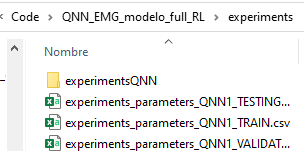 Code › QNN_EMG_modelo_full_RL › experiments
Nombre
experimentsQNN
experiments_parameters_QNN1_TESTING...
experiments_parameters_QNN1_TRAIN.csv
experiments_parameters_QNN1_VALIDAT...